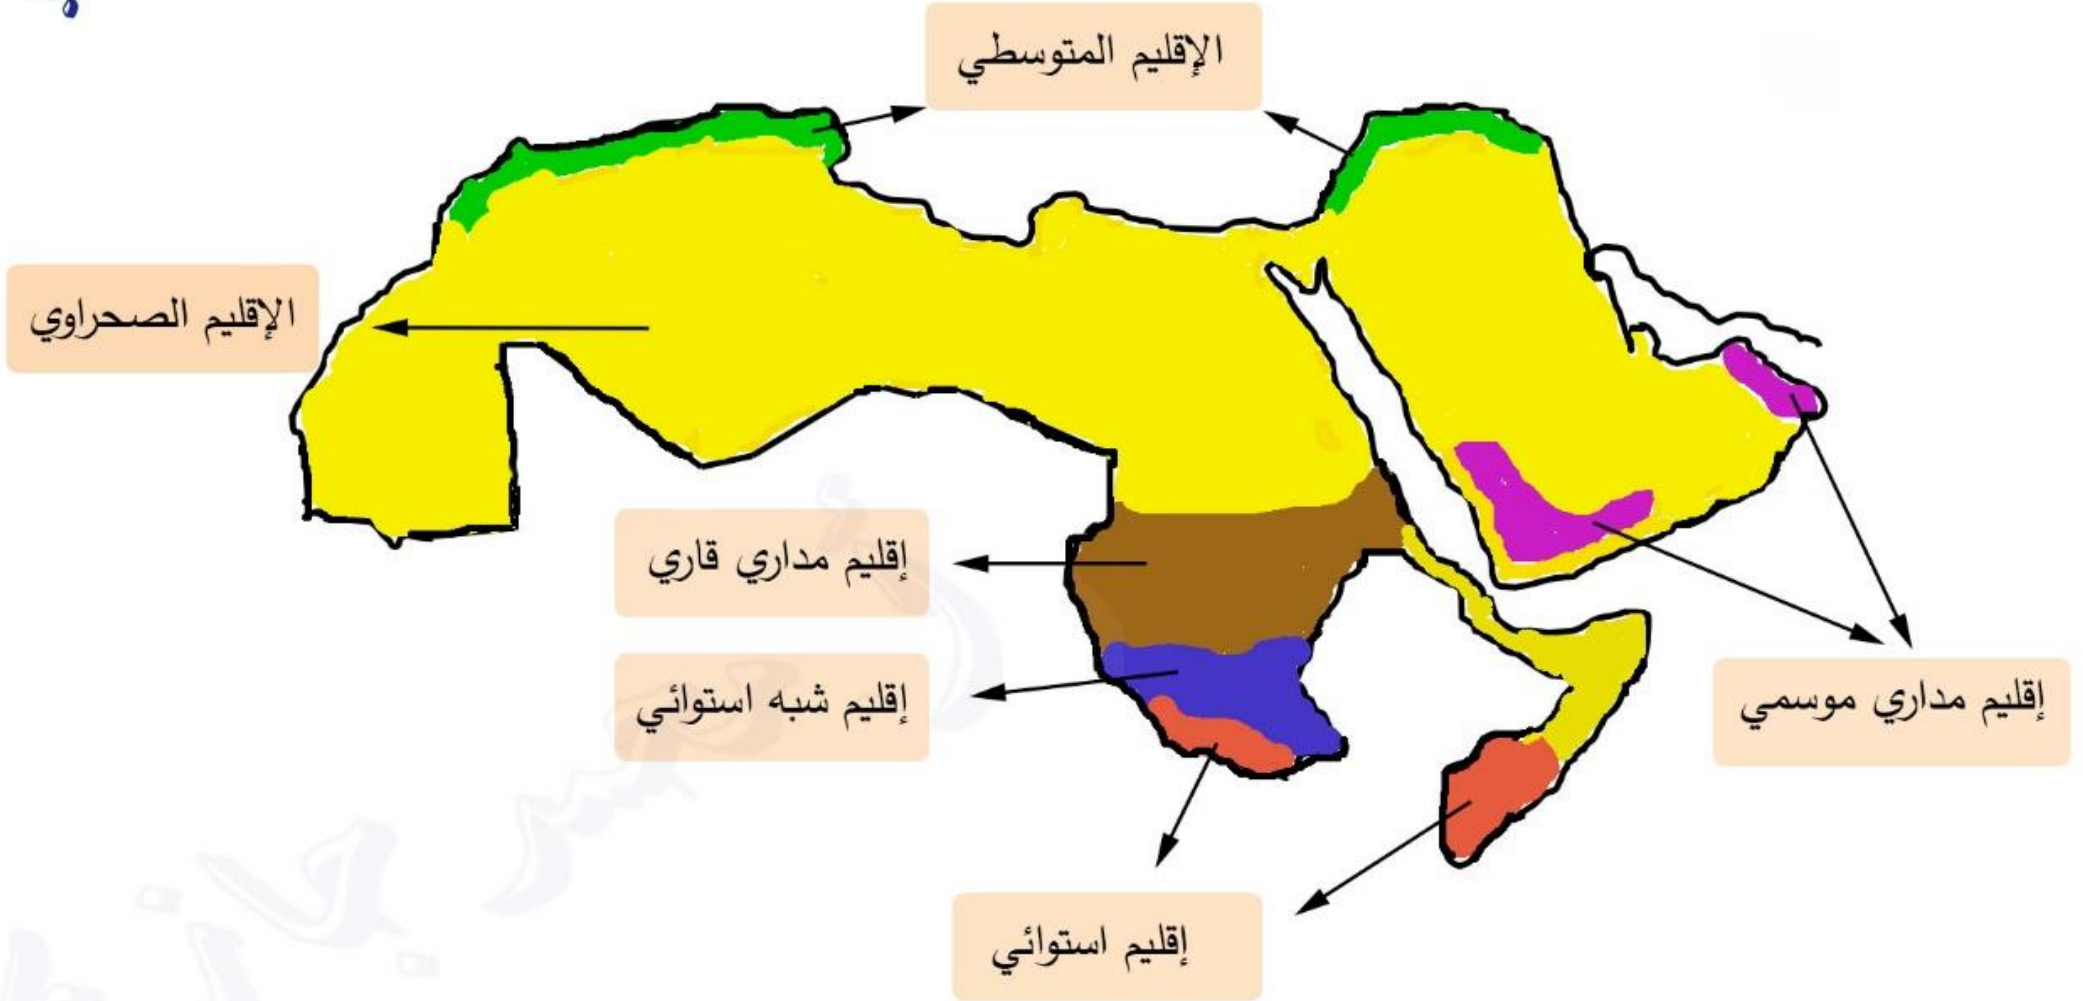 الإقليم المتوسطي
الإقليم الصحراوي
إقليم مداري قاري
إقليم شبه استوائي
إقليم مداري موسمي
إقليم استوائي